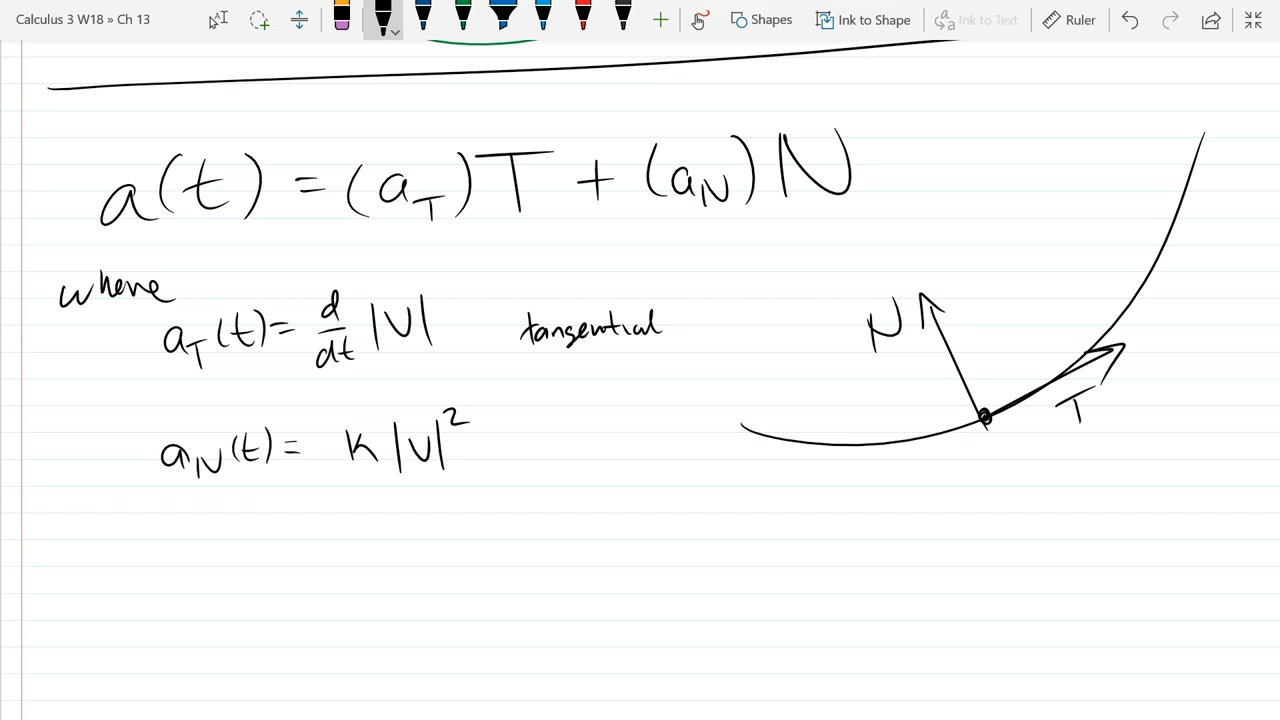 Calculus 3 W18 » Ch 13
Shapes
Ink to Shape
Ink to Text
Ruler
a(t) = (a_T)T + (a_N)N
where
a_T(t) = d/dt |V| tangential
a_N(t) = K |V|²
N
T